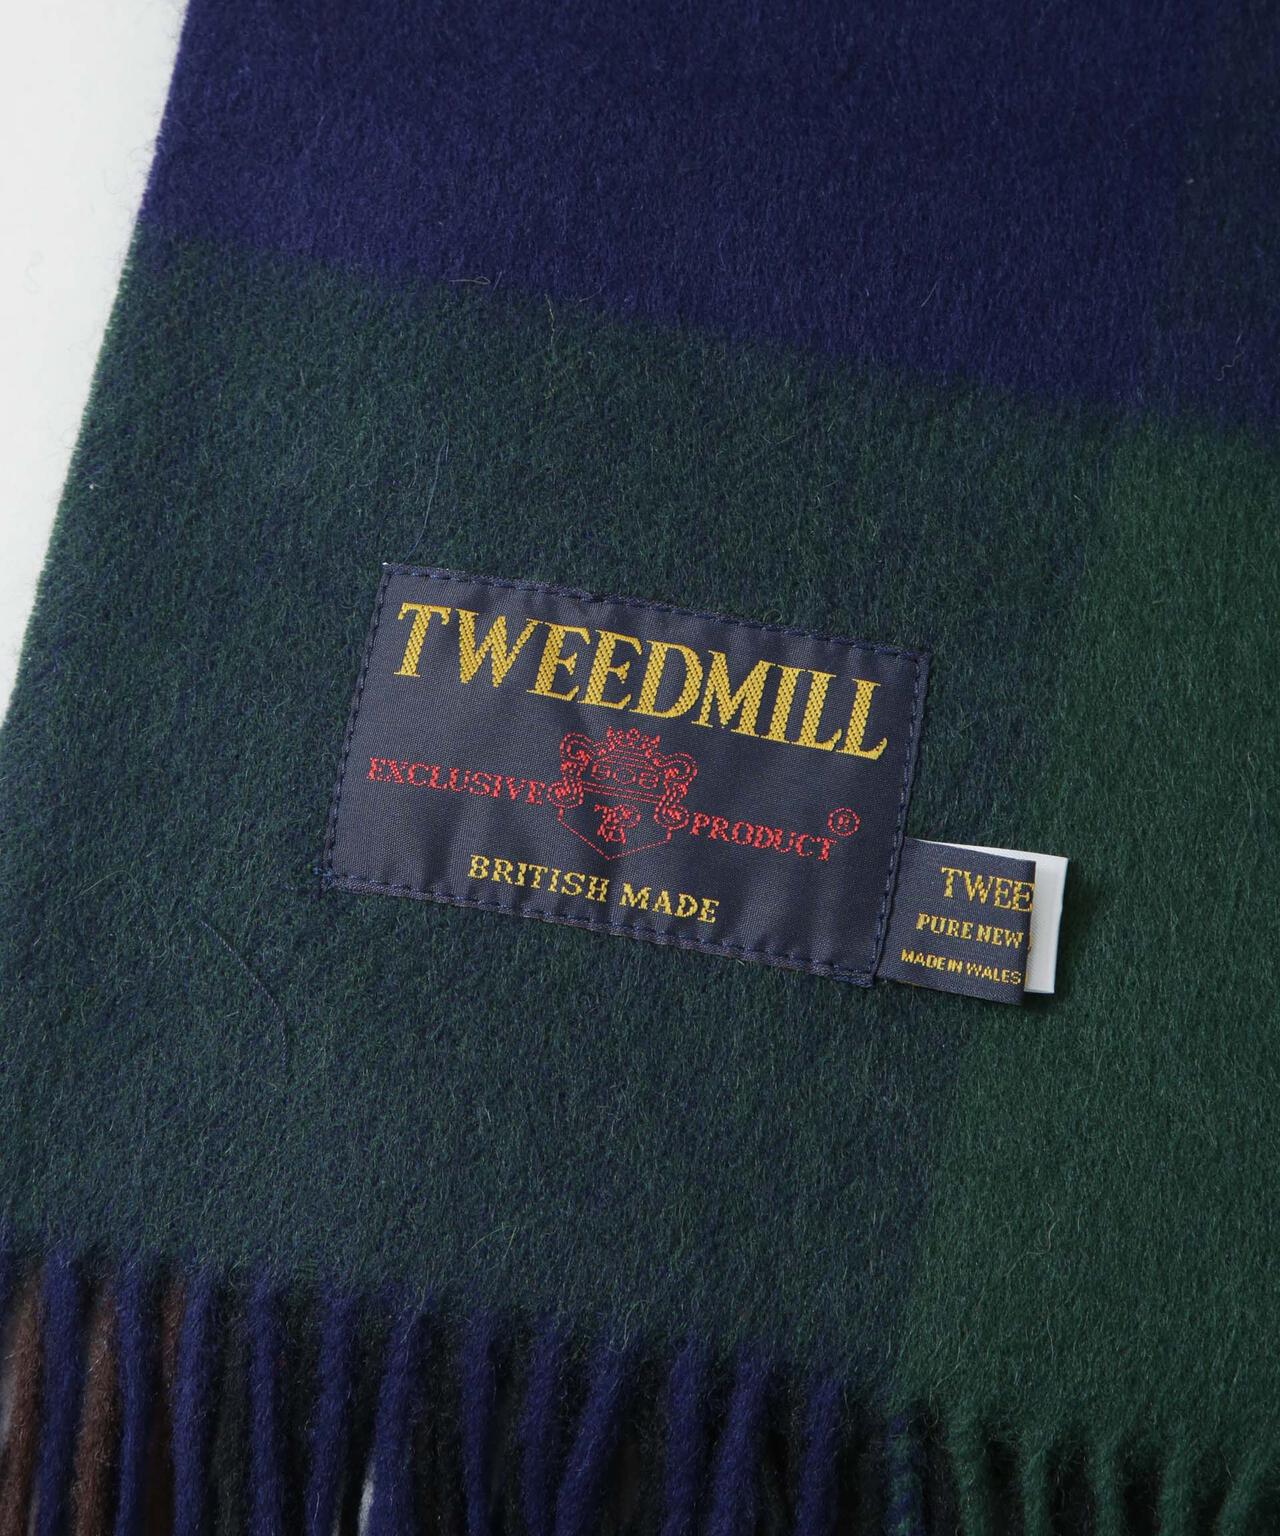 TWEEDMILL
EXCLUSIVE PRODUCT ®
BRITISH MADE
TWEE
PURE NEW
MADE IN WALES